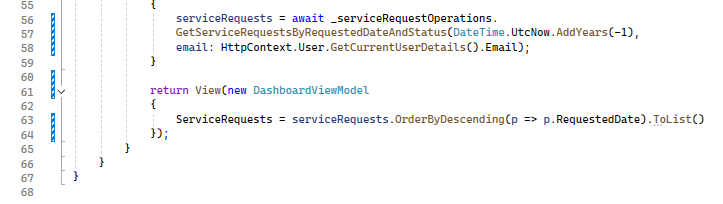 55 {
56 serviceRequests = await _serviceRequestOperations.
57 GetServiceRequestsByRequestedDateAndStatus(DateTime.UtcNow.AddYears(-1),
58 email: HttpContext.User.GetCurrentUserDetails().Email);
59 }
60
61 return View(new DashboardViewModel
62 {
63 ServiceRequests = serviceRequests.OrderByDescending(p => p.RequestedDate).ToList()
64 });
65 }
66 }
67 }
68